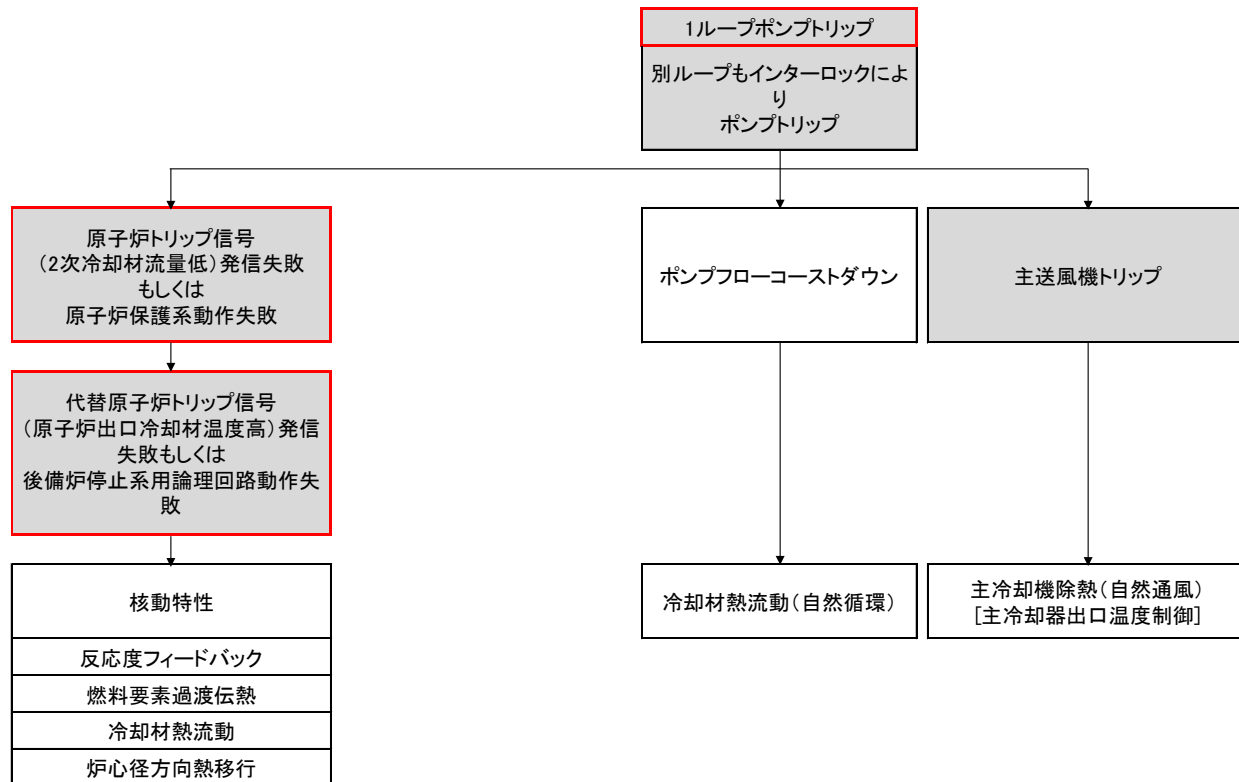 1ループポンプトリップ
別ループもインターロックによ
り
ポンプトリップ
原子炉トリップ信号
（2次冷却材流量低）発信失敗
もしくは
原子炉保護系動作失敗
ポンプフローコーストダウン
主送風機トリップ
代替原子炉トリップ信号
（原子炉出口冷却材温度高）発信
失敗もしくは
後備炉停止系用論理回路動作失
敗
核動特性
反応度フィードバック
燃料要素過渡伝熱
冷却材熱流動
炉心径方向熱移行
冷却材熱流動（自然循環）
主冷却機除熱（自然通風）
[主冷却器出口温度制御]